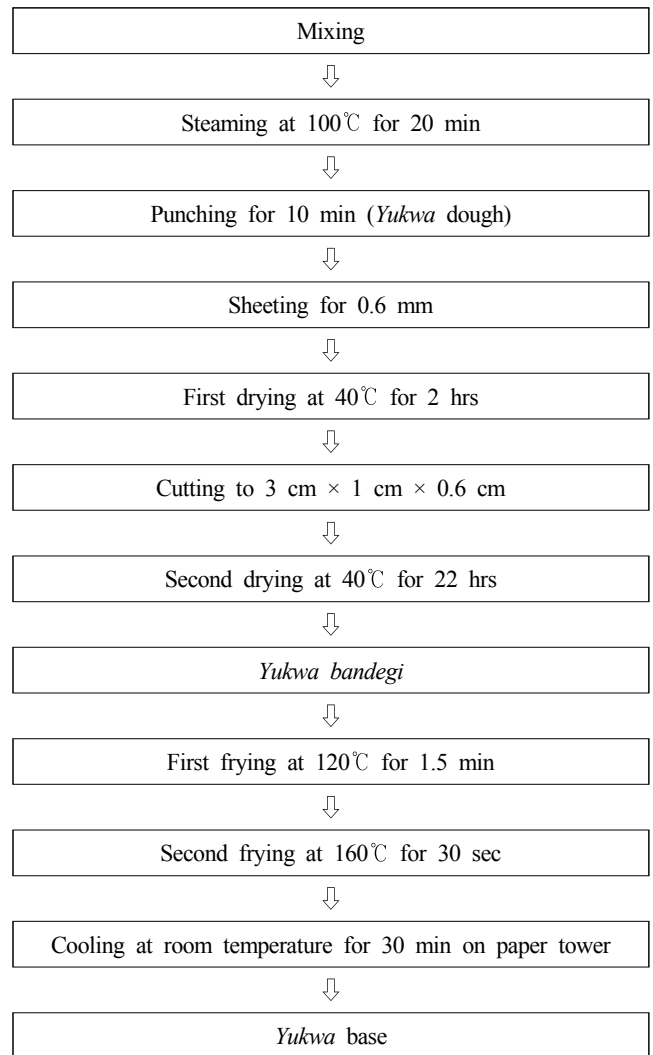 Mixing
⇩
Steaming at 100℃ for 20 min
⇩
Punching for 10 min (Yukwa dough)
⇩
Sheeting for 0.6 mm
⇩
First drying at 40℃ for 2 hrs
⇩
Cutting to 3 cm × 1 cm × 0.6 cm
⇩
Second drying at 40℃ for 22 hrs
⇩
Yukwa bandegi
⇩
First frying at 120℃ for 1.5 min
⇩
Second frying at 160℃ for 30 sec
⇩
Cooling at room temperature for 30 min on paper tower
⇩
Yukwa base